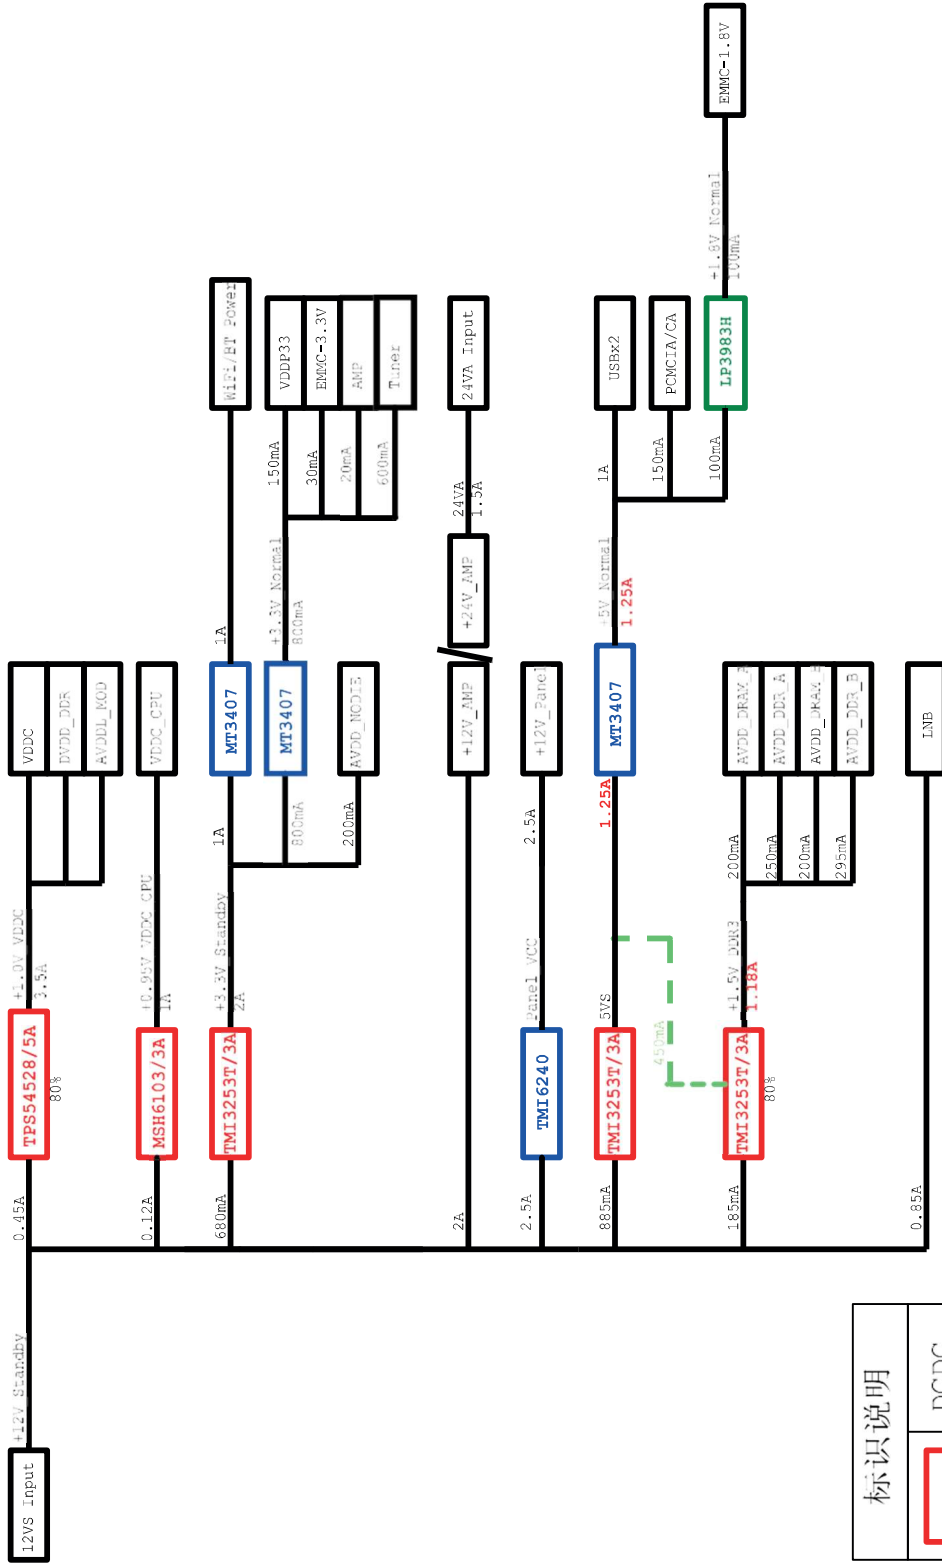 12VS Input
+12V Standby
0.45A
TPS54528/5A
80%
+1.0V VDDC
3.5A
VDDC
DVDD_DDR
AVDDL_MOD
0.12A
MSH6103/3A
+0.95V VDDC CPU
1A
VDDC_CPU
680mA
TMI3253T/3A
+3.3V Standby
2A
1A
MT3407
1A
WiFi/BT Power
800mA
MT3407
+3.3V Normal
800mA
150mA
VDDP33
30mA
EMMC-3.3V
20mA
AMP
600mA
Tuner
200mA
AVDD_NODIE
2A
+12V_AMP
+24V_AMP
24VA
1.5A
24VA Input
2.5A
TMI6240
Panel VCC
2.5A
+12V_Panel
885mA
TMI3253T/3A
5VS
1.25A
MT3407
+5V Normal
1.25A
1A
USBx2
150mA
PCMCIA/CA
100mA
LP3983H
+1.8V Normal
100mA
EMMC-1.8V
450mA
185mA
TMI3253T/3A
80%
+1.5V DDR3
1.18A
200mA
AVDD_DRAM_A
250mA
AVDD_DDR_A
200mA
AVDD_DRAM_B
295mA
AVDD_DDR_B
0.85A
LNB
标识说明
DCDC